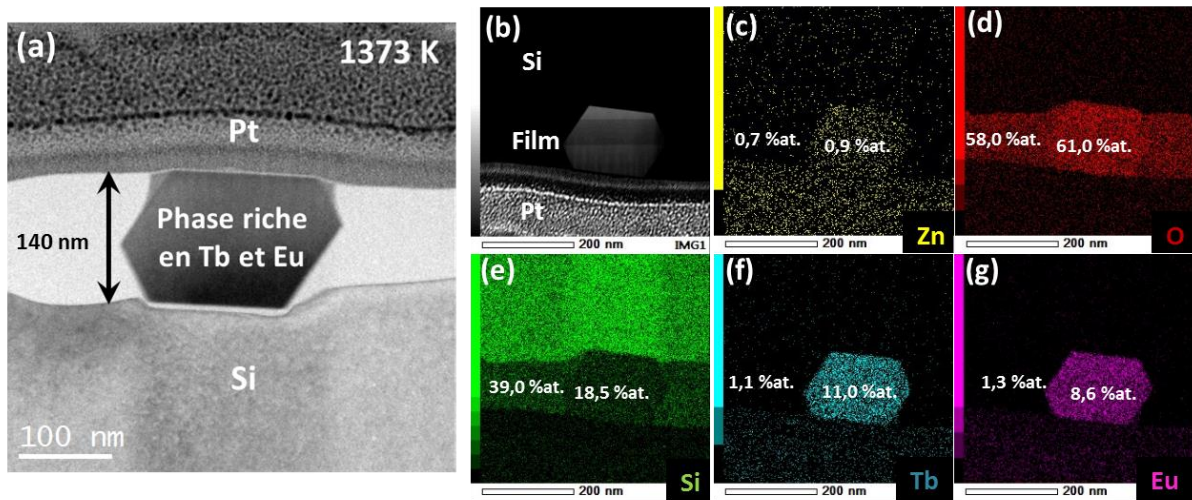 (a)
1373 K
Pt
140 nm
Phase riche
en Tb et Eu
Si
100 nm
(b)
Si
Film
Pt
200 nm
IMG1
(c)
0,7 %at.
0,9 %at.
Zn
200 nm
(d)
58,0 %at.
61,0 %at.
O
200 nm
(e)
39,0 %at.
18,5 %at.
Si
200 nm
(f)
1,1 %at.
11,0 %at.
Tb
200 nm
(g)
1,3 %at.
8,6 %at.
Eu
200 nm